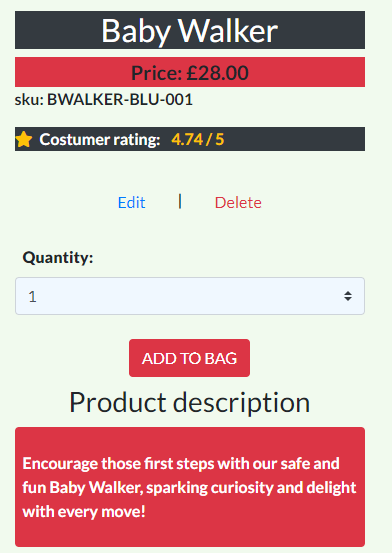 Baby Walker
Price: £28.00
sku: BWALKER-BLU-001
Costumer rating: 4.74 / 5
Edit | Delete
Quantity:
1
ADD TO BAG
Product description
Encourage those first steps with our safe and
fun Baby Walker, sparking curiosity and delight
with every move!